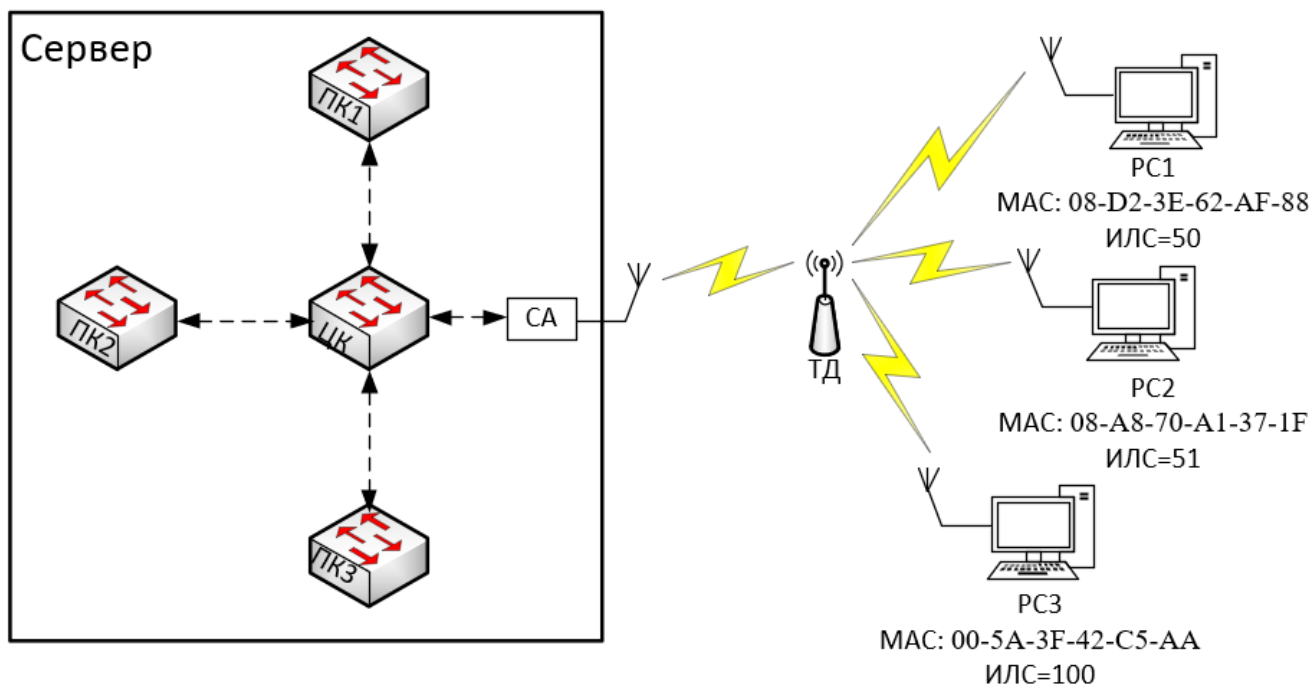 Сервер
ПК1
ПК2
ЦК
СА
ПК3
ТД
PC1
MAC: 08-D2-3E-62-AF-88
ИЛС=50
PC2
MAC: 08-A8-70-A1-37-1F
ИЛС=51
PC3
MAC: 00-5A-3F-42-C5-AA
ИЛС=100